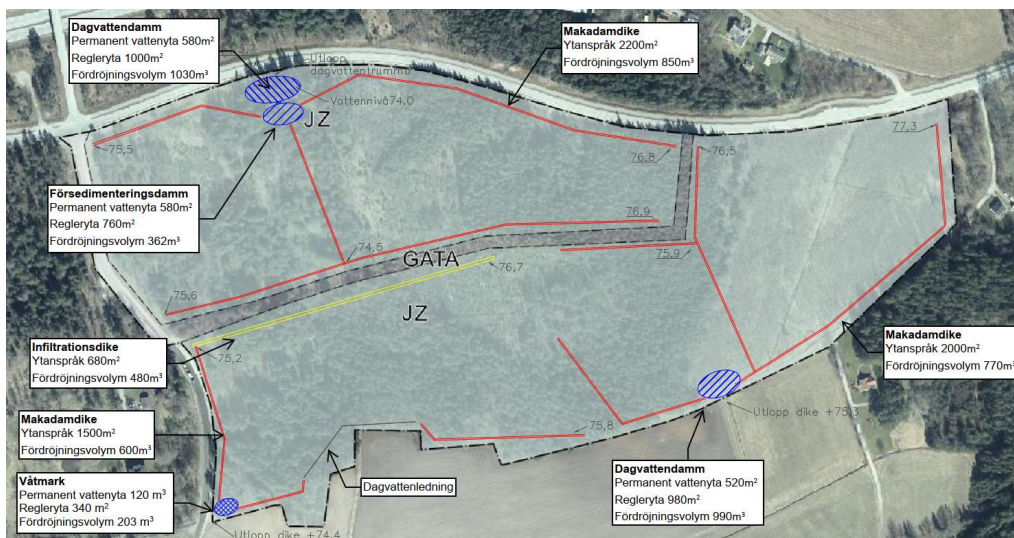 Dagvattendamm
Permanent vattenyta 580m²
Regleryta 1000m²
Fördröjningsvolym 1030m³
Makadamdike
Ytanspråk 2200m²
Fördröjningsvolym 850m³
Utlopp
dagvattentrumma
Vattennivå74,0
JZ
75,5
76,8
76,5
77,3
Försedimenteringsdamm
Permanent vattenyta 580m²
Regleryta 760m²
Fördröjningsvolym 362m³
76,9
74,5
GATA
75,9
76,7
75,6
JZ
Infiltrationsdike
Ytanspråk 680m²
Fördröjningsvolym 480m³
75,2
Makadamdike
Ytanspråk 2000m²
Fördröjningsvolym 770m³
Makadamdike
Ytanspråk 1500m²
Fördröjningsvolym 600m³
75,8
Utlopp dike +75,3
Våtmark
Permanent vattenyta 120 m³
Regleryta 340 m²
Fördröjningsvolym 203 m³
Dagvattenledning
Dagvattendamm
Permanent vattenyta 520m²
Regleryta 980m²
Fördröjningsvolym 990m³
Utlopp dike +74,4